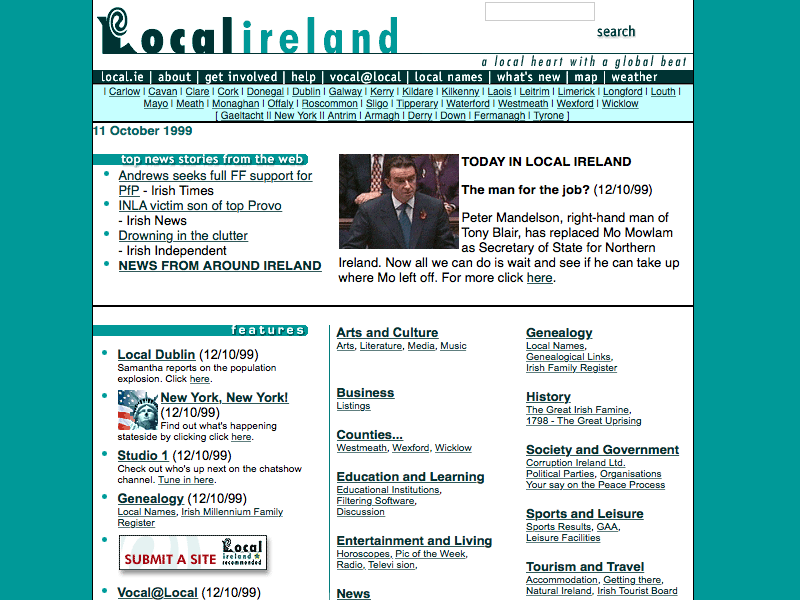 Local ireland
search
a local heart with a global beat
local.ie | about | get involved | help | vocal@local | local names | what's new | map | weather
| Carlow | Cavan | Clare | Cork | Donegal | Dublin | Galway | Kerry | Kildare | Kilkenny | Laois | Leitrim | Limerick | Longford | Louth |
Mayo | Meath | Monaghan | Offaly | Roscommon | Sligo | Tipperary | Waterford | Westmeath | Wexford | Wicklow
[ Gaeltacht || New York || Antrim | Armagh | Derry | Down | Fermanagh | Tyrone ]
11 October 1999
top news stories from the web
Andrews seeks full FF support for
PfP - Irish Times
INLA victim son of top Provo
- Irish News
Drowning in the clutter
- Irish Independent
NEWS FROM AROUND IRELAND
TODAY IN LOCAL IRELAND
The man for the job? (12/10/99)
Peter Mandelson, right-hand man of
Tony Blair, has replaced Mo Mowlam
as Secretary of State for Northern
Ireland. Now all we can do is wait and see if he can take up
where Mo left off. For more click here.
features
Local Dublin (12/10/99)
Samantha reports on the population
explosion. Click here.
New York, New York!
(12/10/99)
Find out what's happening
stateside by clicking click here.
Studio 1 (12/10/99)
Check out who's up next on the chatshow
channel. Tune in here.
Genealogy (12/10/99)
Local Names, Irish Millennium Family
Register
SUBMIT A SITE
Local
ireland
recommended
Vocal@Local (12/10/99)
Arts and Culture
Arts, Literature, Media, Music
Business
Listings
Counties...
Westmeath, Wexford, Wicklow
Education and Learning
Educational Institutions,
Filtering Software,
Discussion
Entertainment and Living
Horoscopes, Pic of the Week,
Radio, Televi sion,
News
Genealogy
Local Names,
Genealogical Links,
Irish Family Register
History
The Great Irish Famine,
1798 - The Great Uprising
Society and Government
Corruption Ireland Ltd.
Political Parties, Organisations
Your say on the Peace Process
Sports and Leisure
Sports Results, GAA,
Leisure Facilities
Tourism and Travel
Accommodation, Getting there,
Natural Ireland, Irish Tourist Board